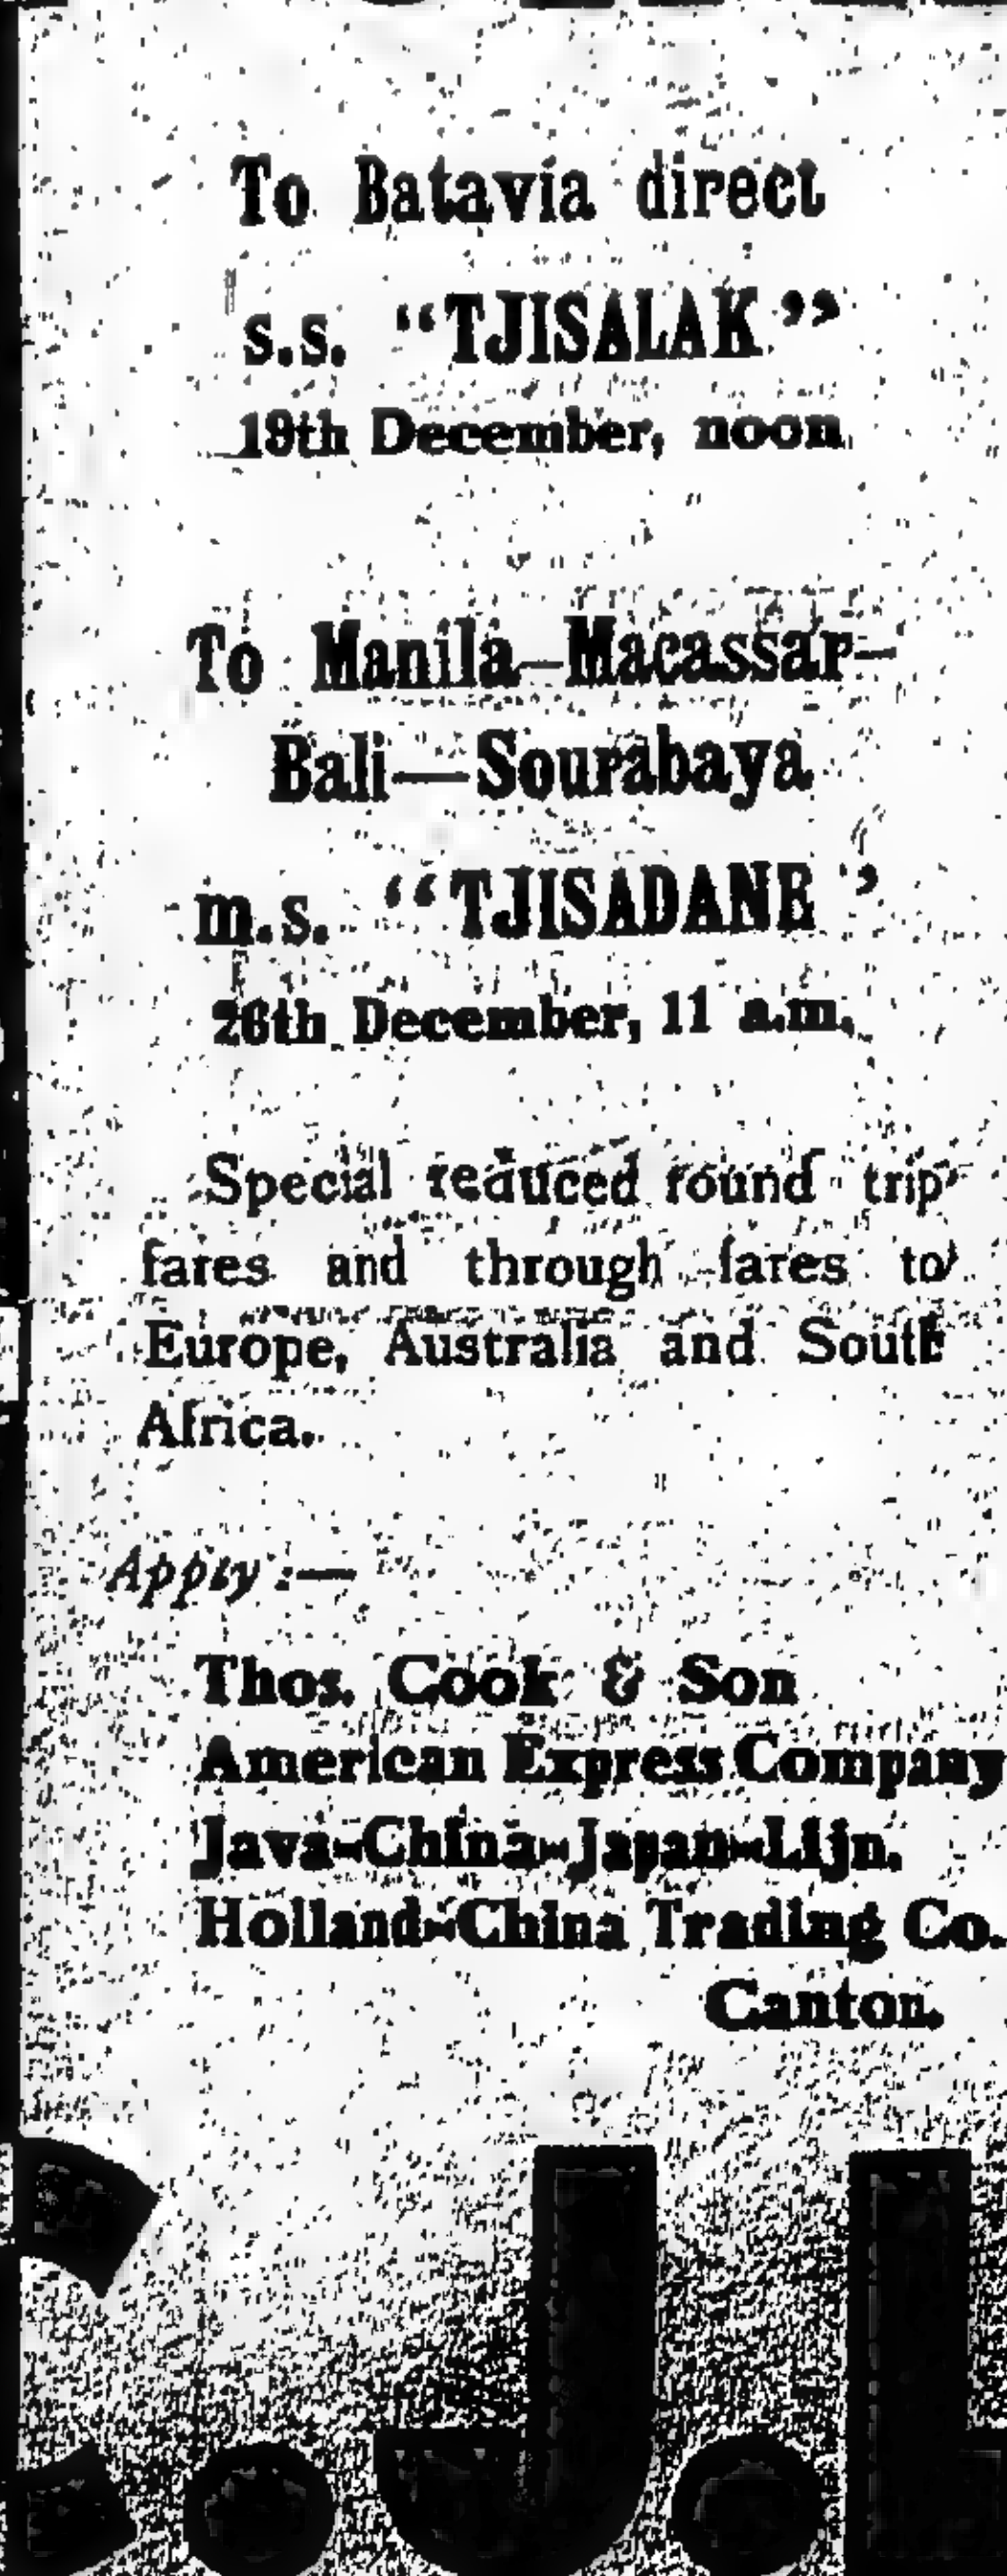 To Batavia direct
s.s. "TJISALAK"
19th December, noon.
To Manila—Macassar—
Bali—Sourabaya
m.s. "TJISADANE"
26th December, 11 a.m.
Special reduced round trip
fares and through fares to
Europe, Australia and South
Africa.
Apply :—
Thos. Cook & Son
American Express Company
Java-China-Japan-Lijn.
Holland-China Trading Co.
Canton.
.J.